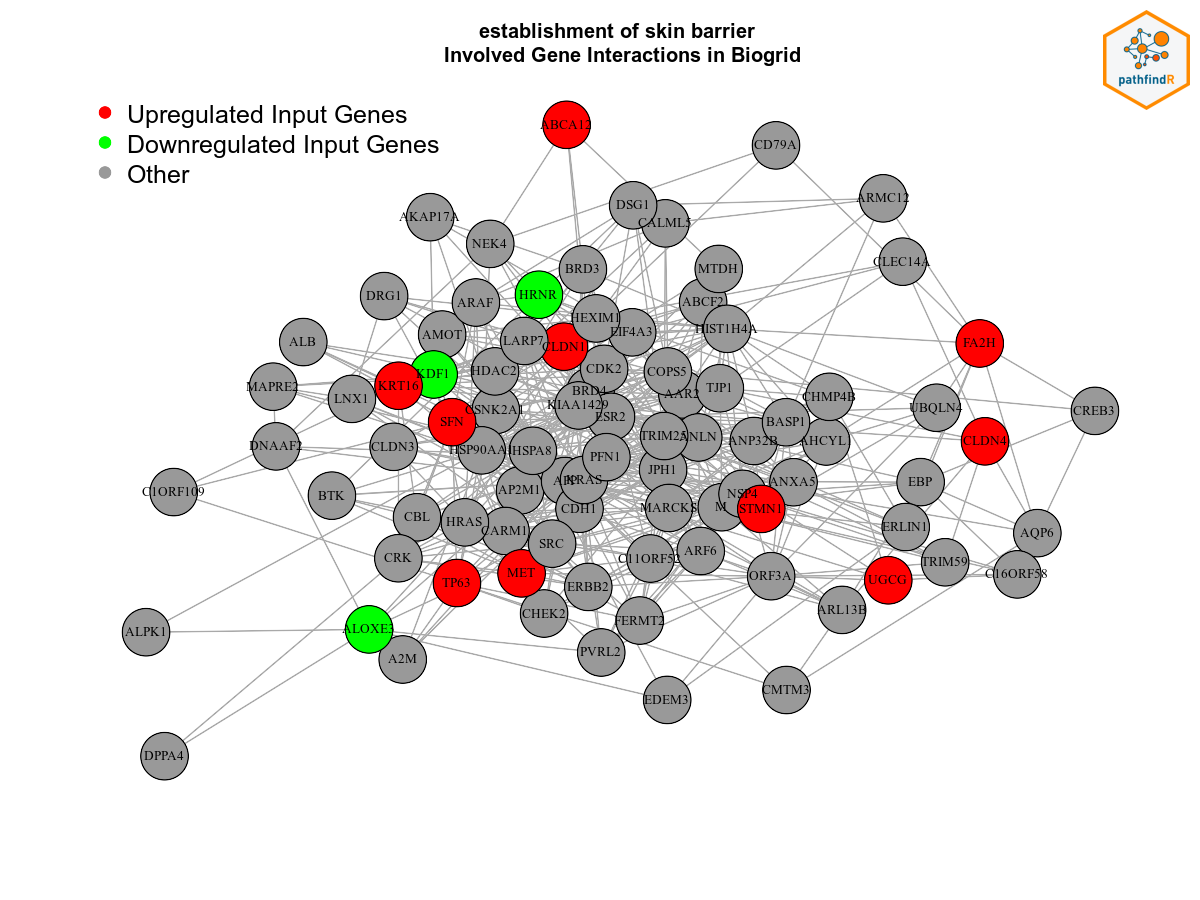 establishment of skin barrier
Involved Gene Interactions in Biogrid
pathfindR
Upregulated Input Genes
Downregulated Input Genes
Other
ABCA12
CD79A
ARMC12
DSG1
AKAP17A
CALML5
NEK4
CLEC14A
BRD3
MTDH
DRG1
HRNR
ARAF
ABCF2
HEXIM1
HIST1H4A
EIF4A3
AMOT
ALB
LARP7
CLDN1
FA2H
CDK2
HDAC2
COPS5
KDF1
KRT16
MAPRE2
TJP1
BRD4
AAR2
LNX1
CHMP4B
KIAA1429
UBQLN4
CREB3
CSNK2A1
ESR2
SFN
BASP1
TRIM25
ANP32B
AHCYL
CLDN4
DNAAF2
CLDN3
HSPA8
PFN1
JPH1
ANXA5
EBP
C1ORF109
BTK
AP2M1
KRAS
NSP4
CDH1
MARCKS
STMN1
CBL
HRAS
CARM1
ERLIN1
AQP6
SRC
ARF6
CRK
C11ORF52
TRIM59
MET
C16ORF58
ORF3A
UGCG
TP63
ERBB2
CHEK2
ARL13B
FERMT2
ALOXE3
ALPK1
PVRL2
A2M
CMTM3
EDEM3
DPPA4